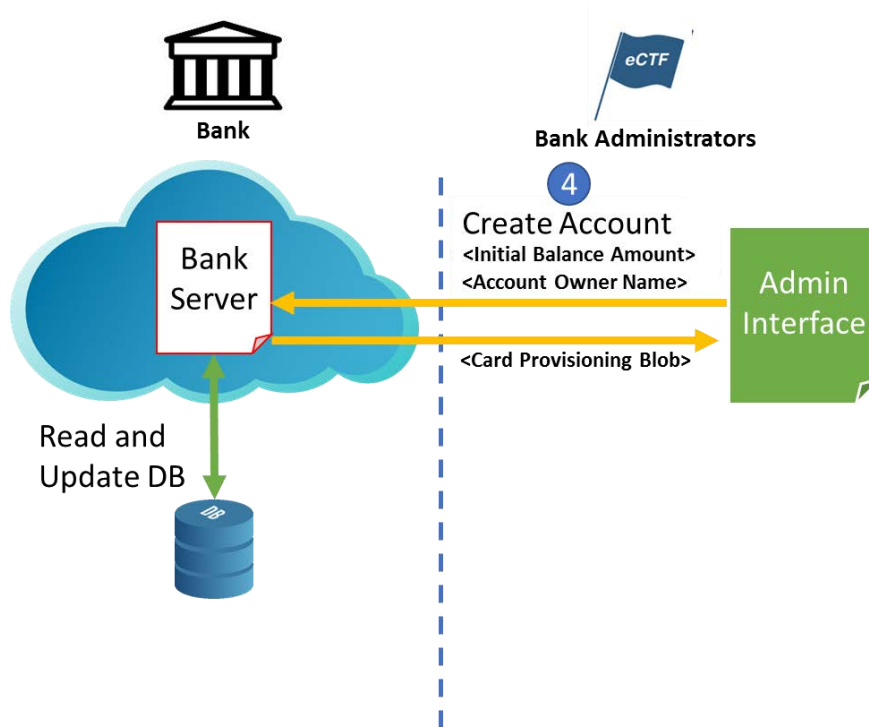 eCTF
Bank
Bank Administrators
4
Create Account
<Initial Balance Amount>
<Account Owner Name>
Bank
Server
Admin
Interface
<Card Provisioning Blob>
Read and
Update DB
DB